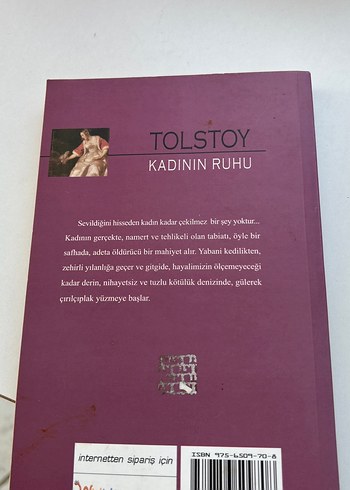 TOLSTOY
KADININ RUHU
Sevildiğini hisseden kadın kadar çekilmez bir şey yoktur...
Kadının gerçekte, namert ve tehlikeli olan tabiatı, öyle bir
safhada, adeta öldürücü bir mahiyet alır. Yabani kedilikten,
zehirli yılanlığa geçer ve gitgide, hayalimizin ölçemeyeceği
kadar derin, nihayetsiz ve tuzlu kötülük denizinde, gülerek
çırılçıplak yüzmeye başlar.
internetten sipariş için
ISBN 975-6509-70-8